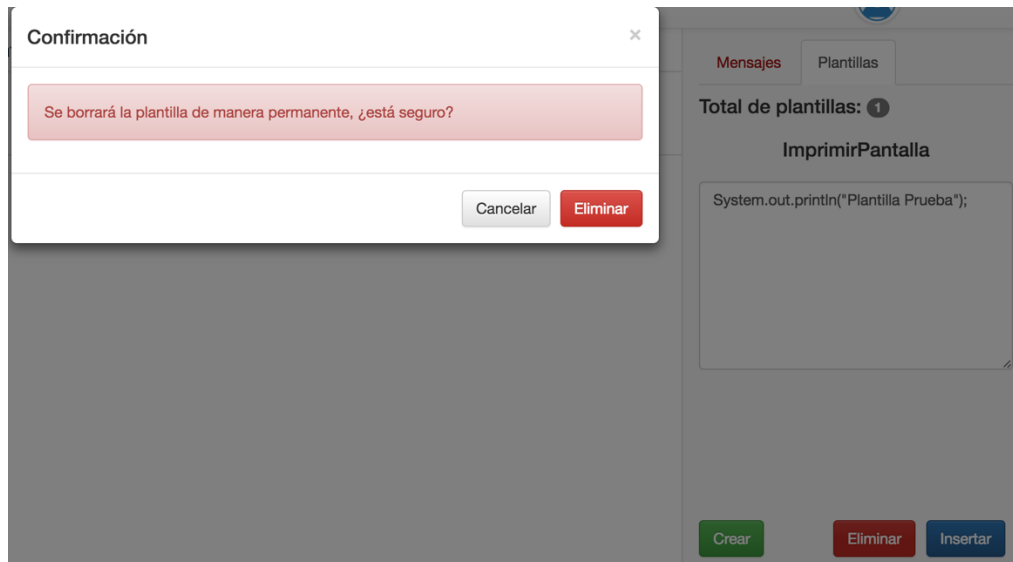 Confirmación
×
Se borrará la plantilla de manera permanente, ¿está seguro?
Cancelar Eliminar
Mensajes Plantillas
Total de plantillas: 1
ImprimirPantalla
System.out.println("Plantilla Prueba");
Crear Eliminar Insertar